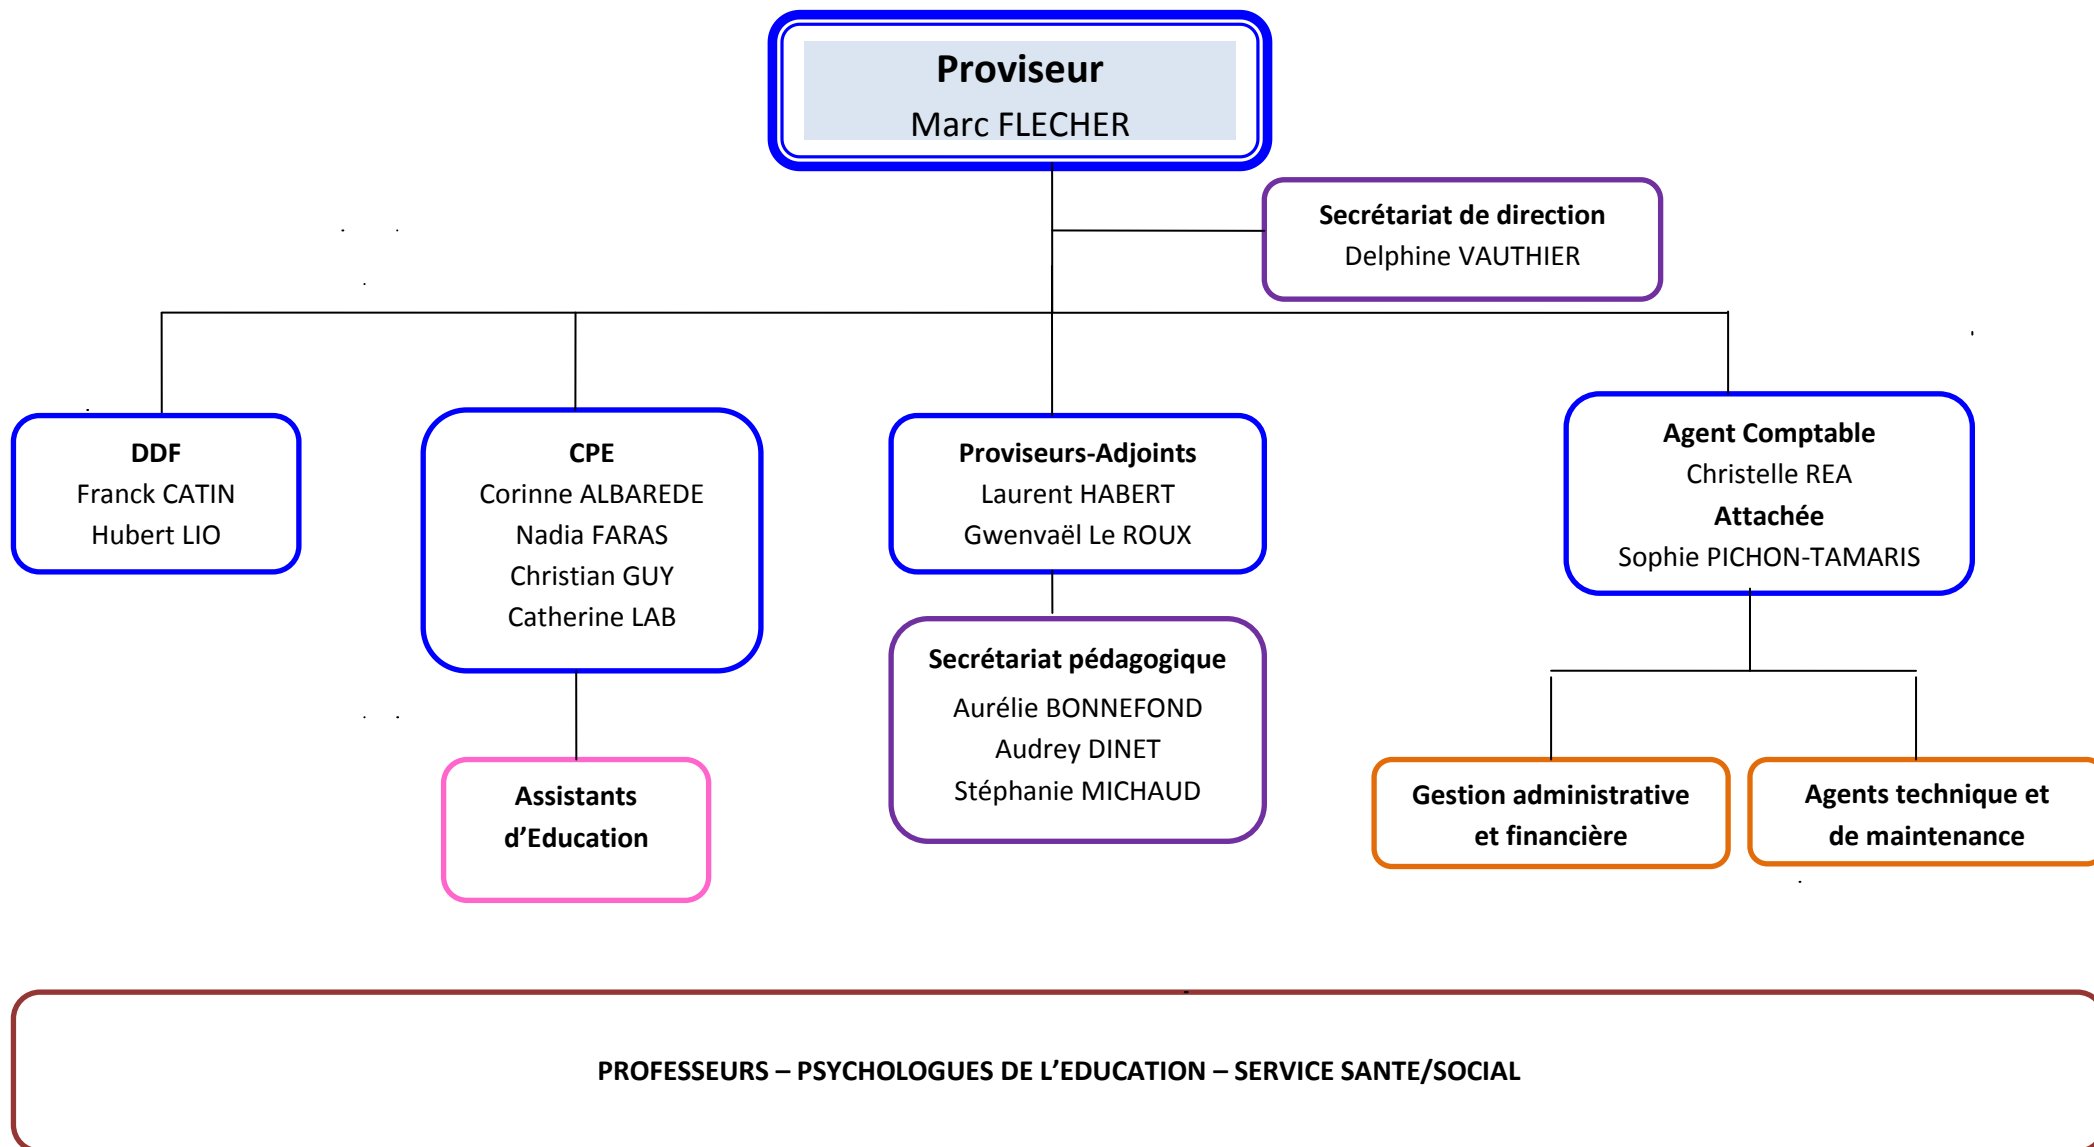 Proviseur
Marc FLECHER
Secrétariat de direction
Delphine VAUTHIER
DDF
Franck CATIN
Hubert LIO
CPE
Corinne ALBAREDE
Nadia FARAS
Christian GUY
Catherine LAB
Proviseurs-Adjoints
Laurent HABERT
Gwenvaël Le ROUX
Agent Comptable
Christelle REA
Attachée
Sophie PICHON-TAMARIS
Secrétariat pédagogique
Aurélie BONNEFOND
Audrey DINET
Stéphanie MICHAUD
Assistants
d’Education
Gestion administrative
et financière
Agents technique et
de maintenance
PROFESSEURS – PSYCHOLOGUES DE L’EDUCATION – SERVICE SANTE/SOCIAL